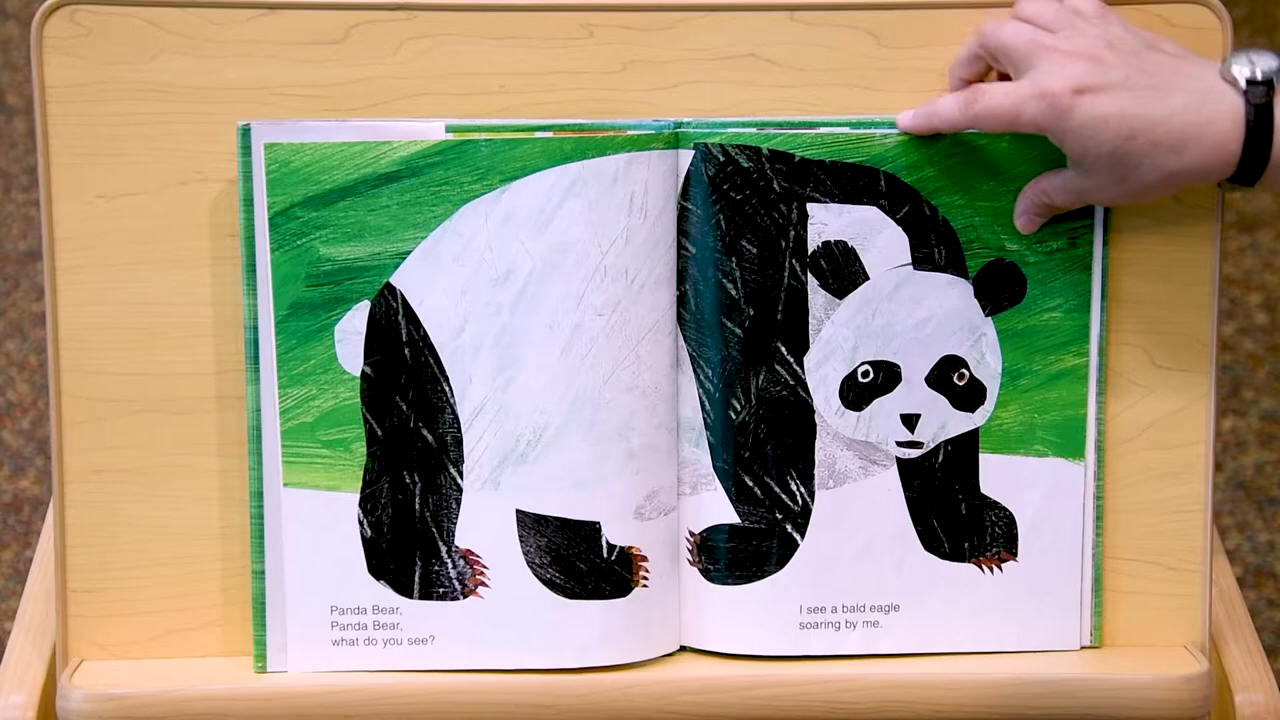 Panda Bear,
Panda Bear,
what do you see?
I see a bald eagle
soaring by me.